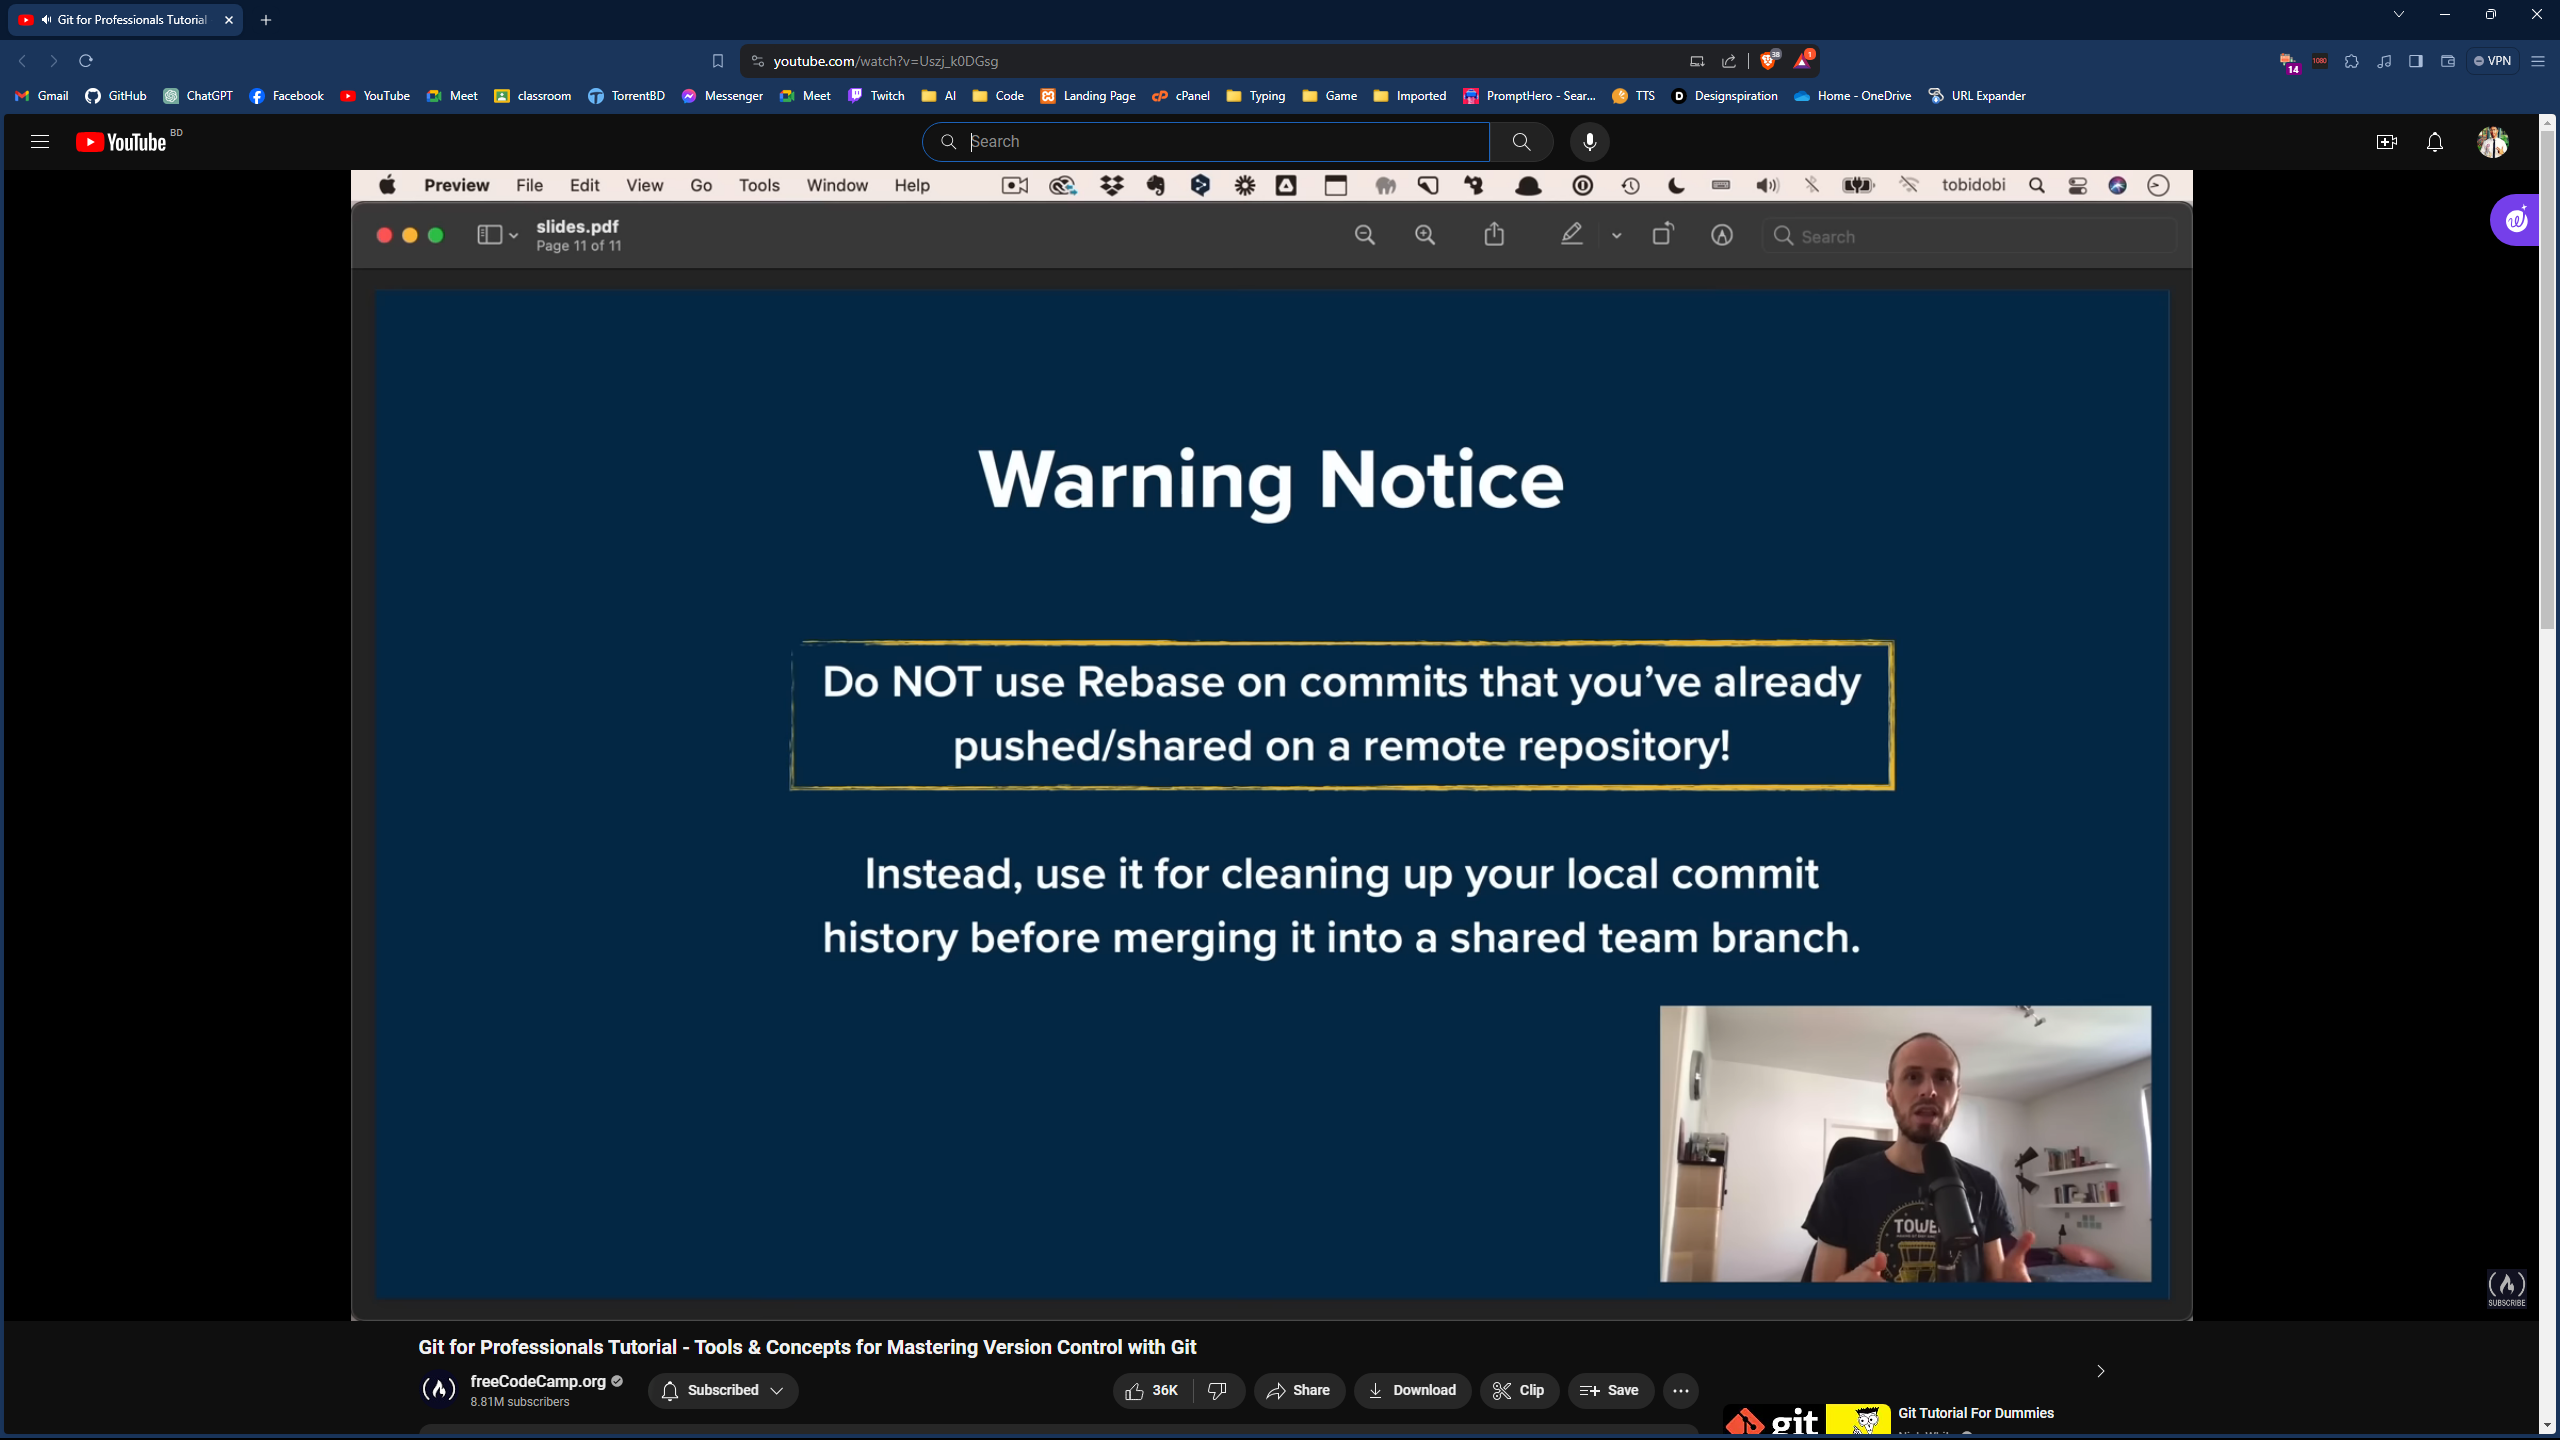 Git for Professionals Tutorial
youtube.com/watch?v=Uszj_k0DGsg
38
1
14
1080
VPN
Gmail GitHub ChatGPT Facebook YouTube Meet classroom TorrentBD Messenger Meet Twitch AI Code Landing Page cPanel Typing Game Imported PromptHero - Sear... TTS Designspiration Home - OneDrive URL Expander
YouTube BD
Search
Preview File Edit View Go Tools Window Help tobidobi
slides.pdf
Page 11 of 11
Search
Warning Notice
Do NOT use Rebase on commits that you've already
pushed/shared on a remote repository!
Instead, use it for cleaning up your local commit
history before merging it into a shared team branch.
TOWE
SUBSCRIBE
Git for Professionals Tutorial - Tools & Concepts for Mastering Version Control with Git
freeCodeCamp.org
8.81M subscribers
Subscribed
36K
Share
Download
Clip
Save
git
Git Tutorial For Dummies